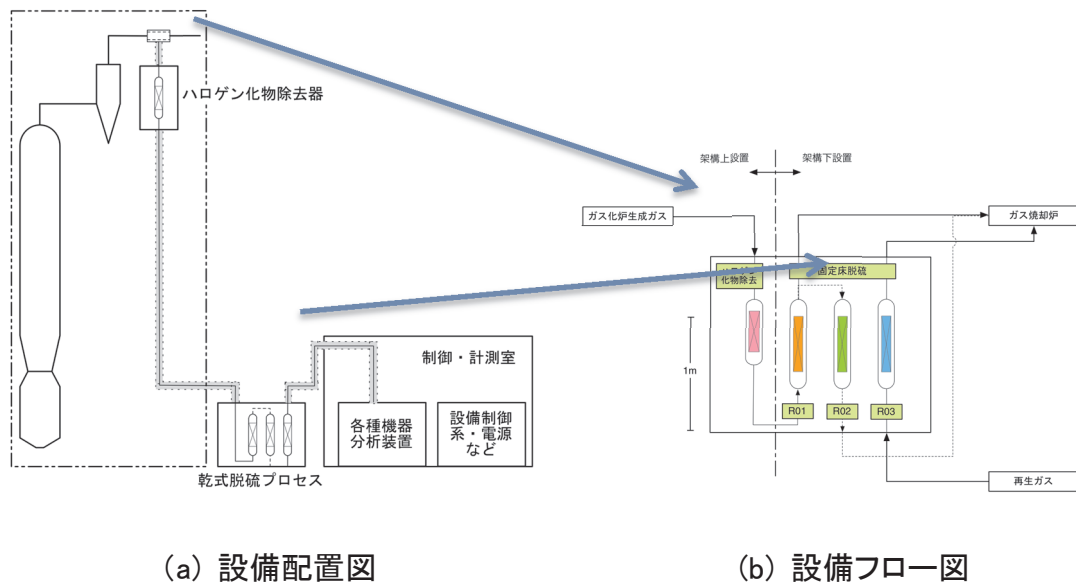 ハロゲン化物除去器
制御・計測室
各種機器
分析装置
設備制御
系・電源
など
乾式脱硫プロセス
(a) 設備配置図
架構上設置
架構下設置
ガス化炉生成ガス
ガス焼却炉
化物除去
固定床脱硫
1m
R01
R02
R03
再生ガス
(b) 設備フロー図